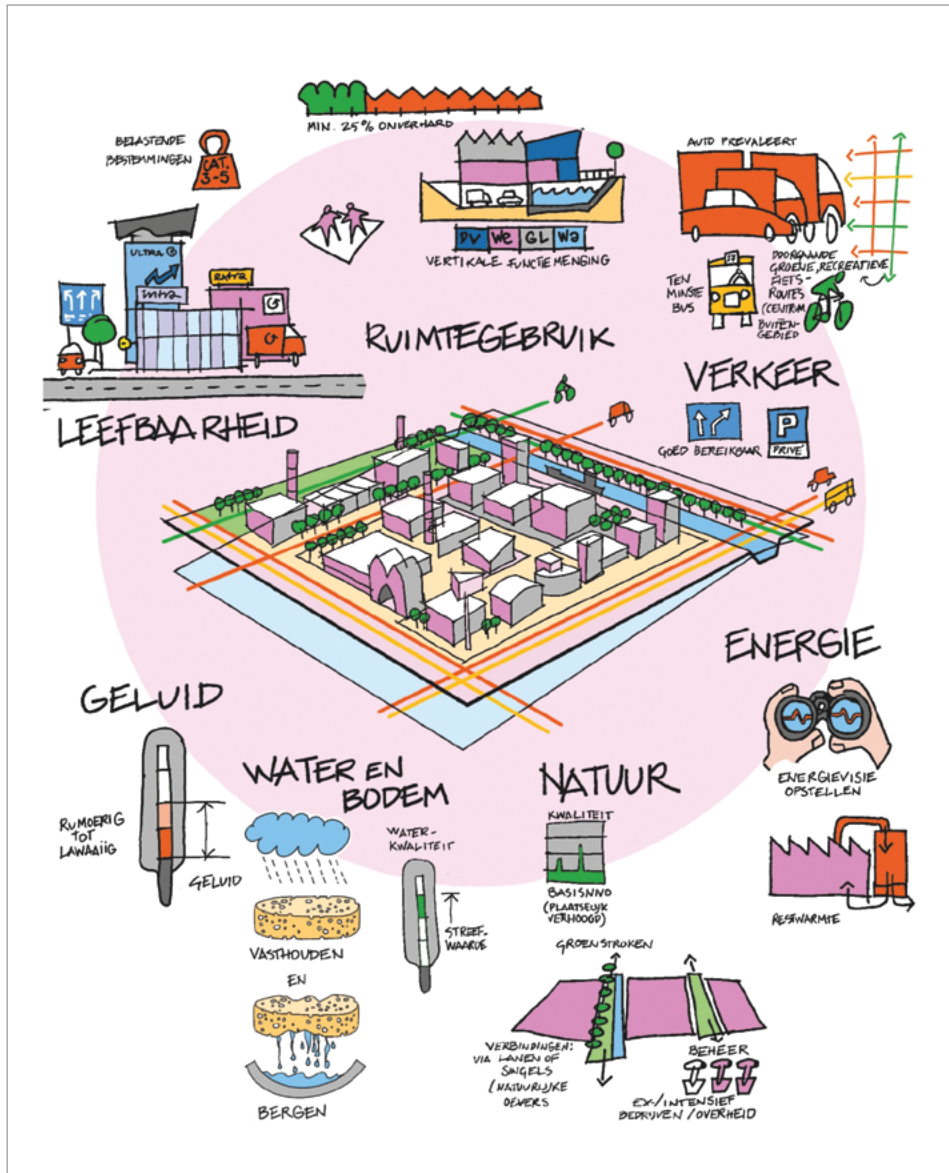 MIN. 25% ONVERHARD
BELASTENDE
BESTEMMINGEN
CAT.
3-5
AUTO PREVALEERT
ULTRA
intra
Extra
PV We GL Wa
VERTIKALE FUNCTIEMENGING
TEN
MINSTE
BUS
DOORGAANDE
GROENE, RECREATIEVE
FIETS-
ROUTES
(CENTRUM
BUITEN-
GEBIED
RUIMTEGEBRUIK
VERKEER
LEEFBAARHEID
P
GOED BEREIKBAAR
PRIVÉ
ENERGIE
GELUID
WATER EN
BODEM
NATUUR
ENERGIEVISIE
OPSTELLEN
RUMOERIG
TOT
LAWAAIIG
GELUID
WATER-
KWALITEIT
STREEF-
WAARDE
KWALITEIT
BASISNIVO
(PLAATSELIJK
VERHOOGD)
RESTWARMTE
VASTHOUDEN
EN
BERGEN
GROENSTROKEN
VERBINDINGEN:
VIA LANEN OF
SINGELS
(NATUURLIJKE
OEVERS
BEHEER
EX-/INTENSIEF
BEDRIJVEN/OVERHEID